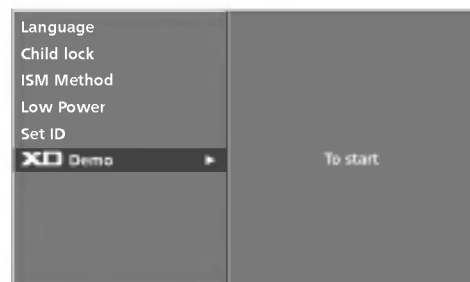 Language
Child lock
ISM Method
Low Power
Set ID
XD Demo ►
To start